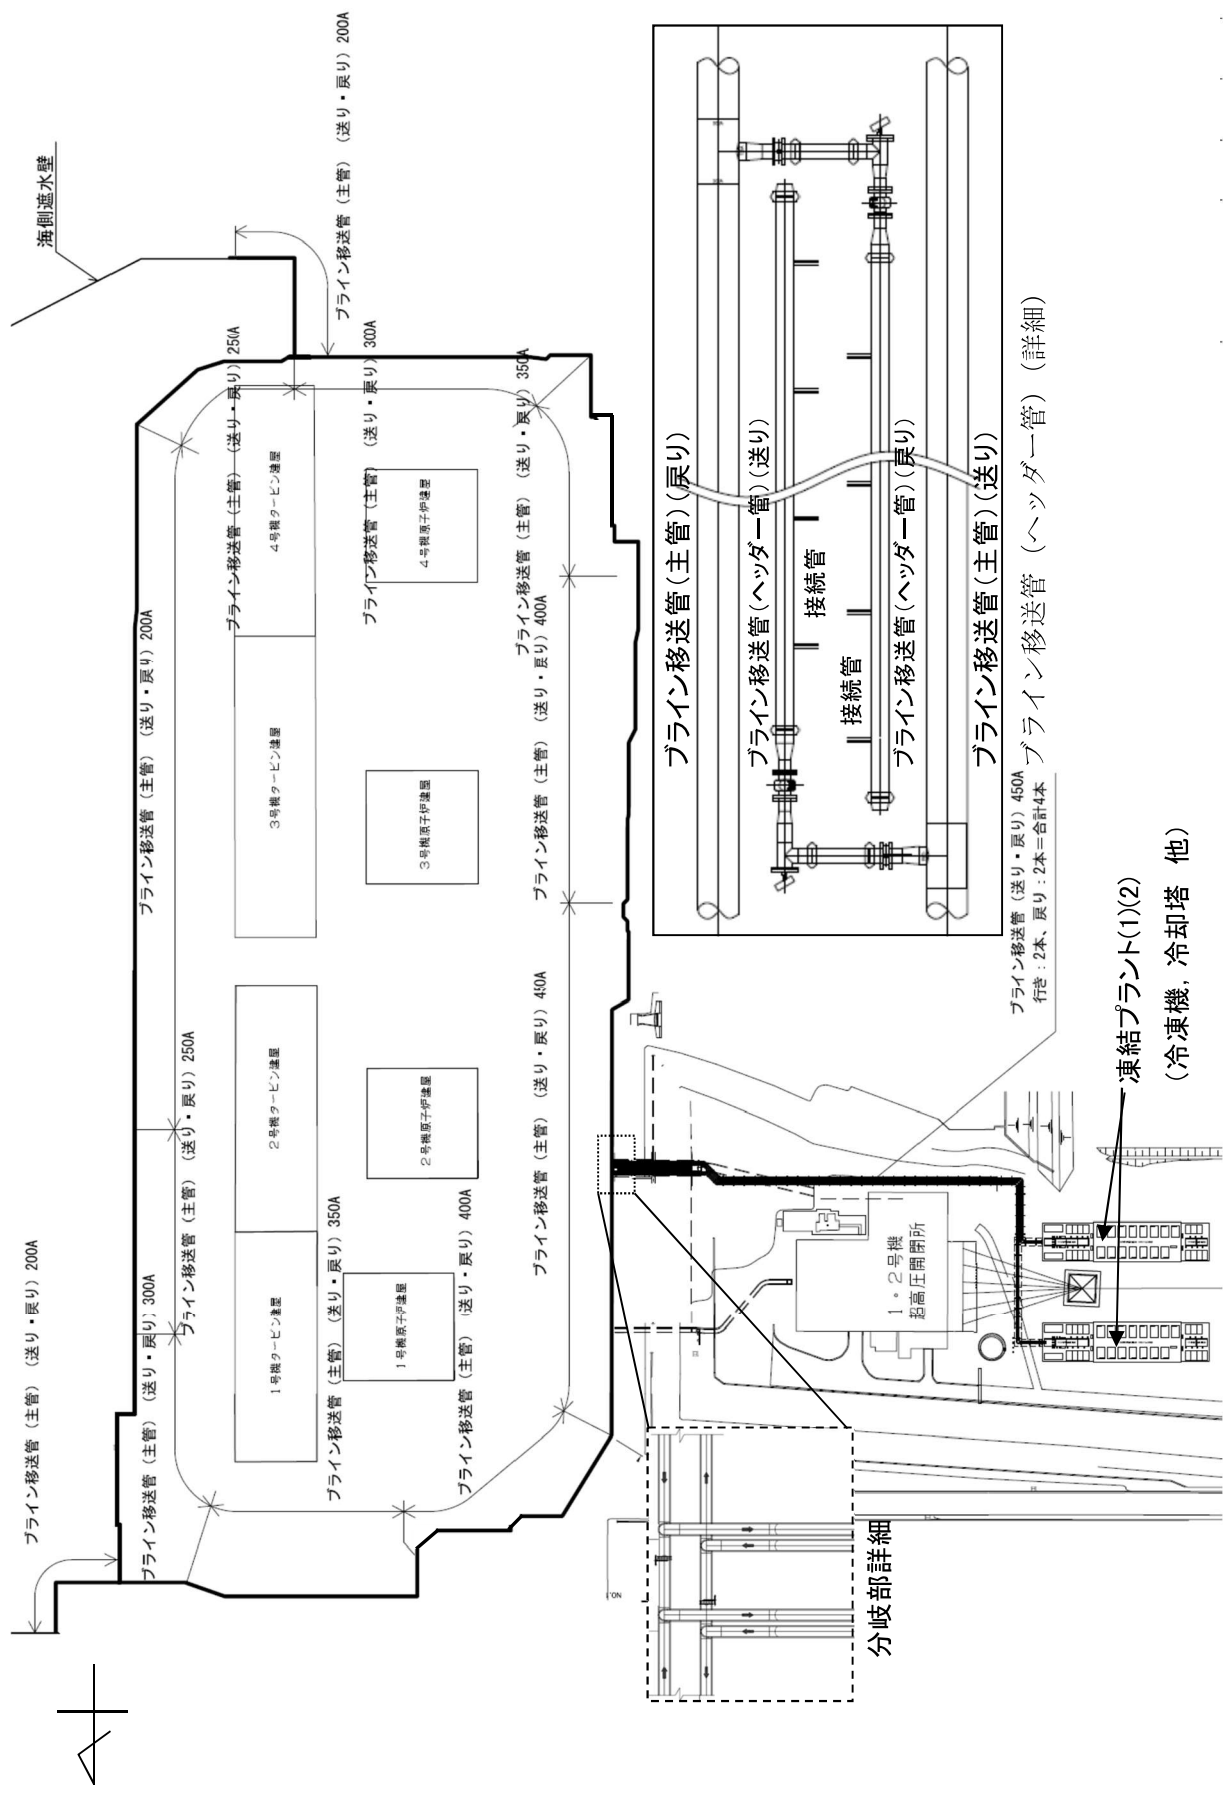 海側遮水壁
ブライン移送管（主管）（送り・戻り）200A
ブライン移送管（主管）（送り・戻り）200A
ブライン移送管（主管）（送り・戻り）300A
ブライン移送管（主管）（送り・戻り）250A
ブライン移送管（主管）（送り・戻り）200A
ブライン移送管（主管）（送り・戻り）250A
ブライン移送管（主管）（送り・戻り）300A
ブライン移送管（主管）（送り・戻り）350A
ブライン移送管（主管）（送り・戻り）400A
ブライン移送管（主管）（送り・戻り）450A
ブライン移送管（主管）（送り・戻り）350A
ブライン移送管（主管）（送り・戻り）400A
1号機タービン建屋
2号機タービン建屋
3号機タービン建屋
4号機タービン建屋
1号機原子炉建屋
2号機原子炉建屋
3号機原子炉建屋
4号機原子炉建屋
ブライン移送管(主管)(戻り)
ブライン移送管(ヘッダー管)(送り)
接続管
接続管
ブライン移送管(ヘッダー管)(戻り)
ブライン移送管(主管)(送り)
ブライン移送管（ヘッダー管）（詳細）
ブライン移送管（送り・戻り）450A
行き：2本、戻り：2本＝合計4本
1・2号機
超高圧開閉所
凍結プラント(1)(2)
（冷凍機，冷却塔　他）
分岐部詳細
NO.1